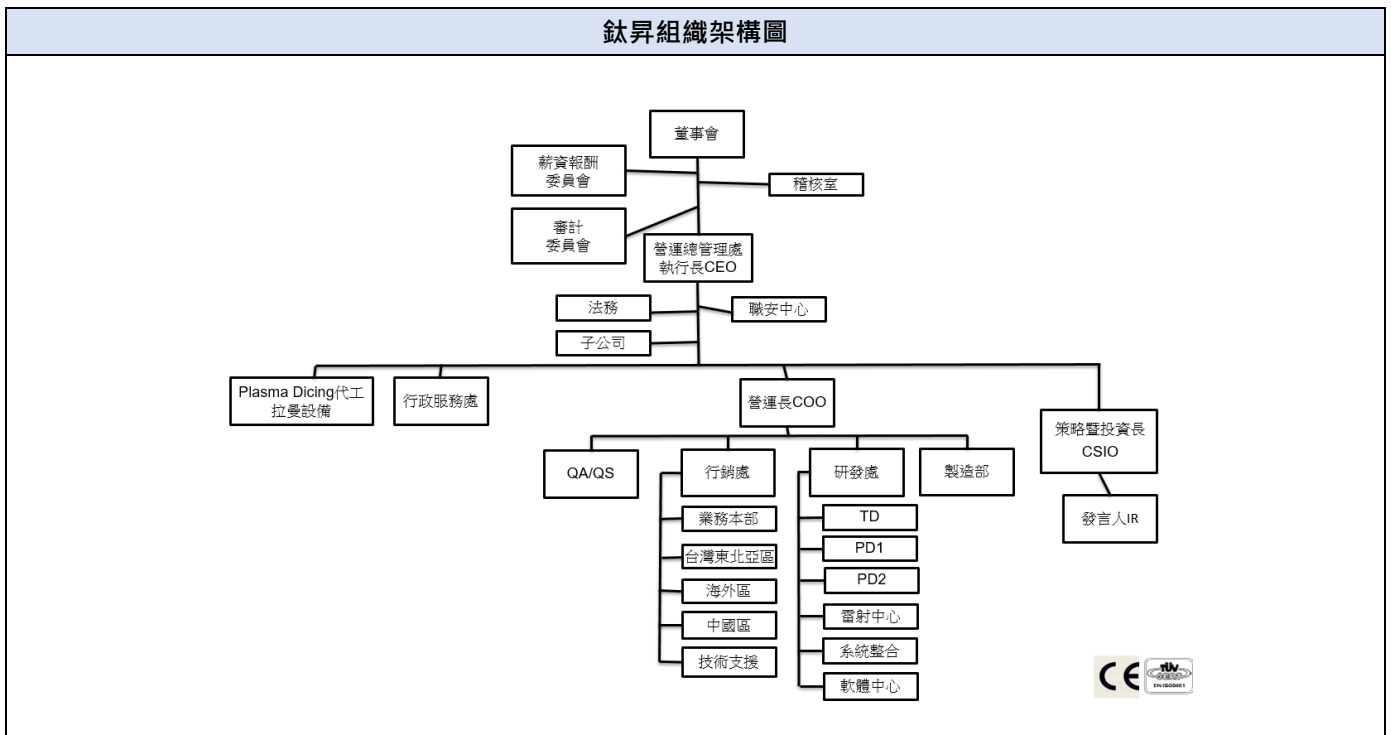 鈦昇組織架構圖
董事會
薪資報酬
委員會
稽核室
審計
委員會
營運總管理處
執行長CEO
法務
職安中心
子公司
Plasma Dicing代工
拉曼設備
行政服務處
營運長COO
策略暨投資長
CSIO
QA/QS
行銷處
研發處
製造部
發言人IR
業務本部
台灣東北亞區
海外區
中國區
技術支援
TD
PD1
PD2
雷射中心
系統整合
軟體中心
CE
TÜV
CERT
EN ISO9001